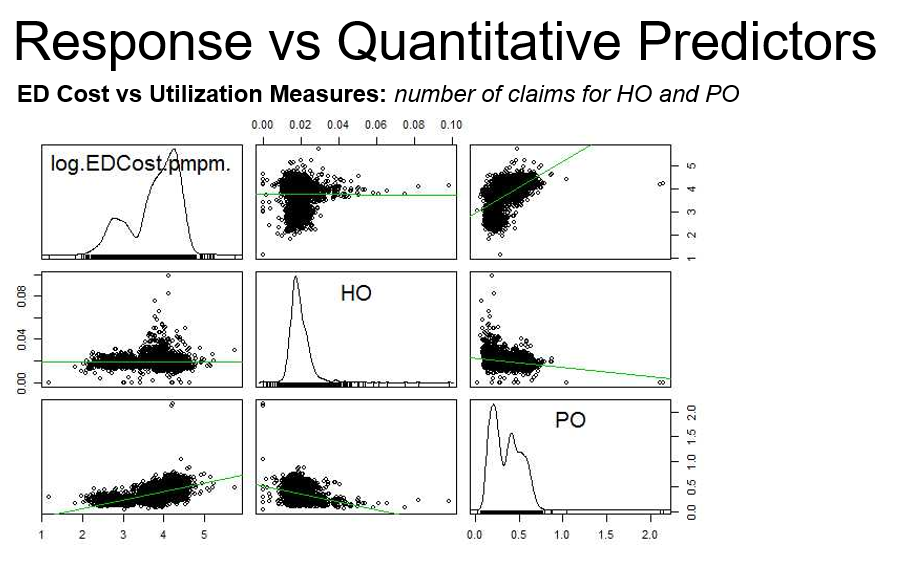 Response vs Quantitative Predictors
ED Cost vs Utilization Measures: number of claims for HO and PO
0.00 0.02 0.04 0.06 0.08 0.10
log.EDCost.pmpm.
1 2 3 4 5
0.00 0.04 0.08
HO
PO
0.0 0.5 1.0 1.5 2.0
1 2 3 4 5
0.0 0.5 1.0 1.5 2.0